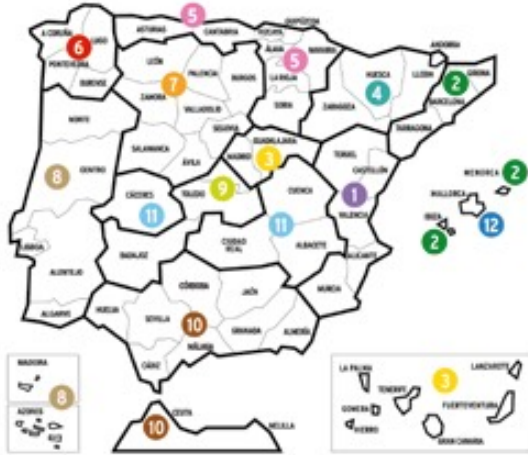 5
ASTURIAS
CANTABRIA
VIZCAYA
GUIPÚZCOA
A CORUÑA
LUGO
6
PONTEVEDRA
OURENSE
LEÓN
PALENCIA
BURGOS
7
ZAMORA
VALLADOLID
ÁLAVA
NAVARRA
5
LA RIOJA
SORIA
HUESCA
4
ZARAGOZA
LLEIDA
ANDORRA
2
GIRONA
BARCELONA
TARRAGONA
NORTE
SALAMANCA
ÁVILA
SEGOVIA
MADRID
GUADALAJARA
3
TERUEL
CASTELLÓN
1
VALENCIA
8
CENTRO
CÁCERES
11
TOLEDO
9
CUENCA
11
MENORCA
2
MALLORCA
12
IBIZA
2
LISBOA
BADAJOZ
CIUDAD
REAL
ALBACETE
ALICANTE
ALENTEJO
ALGARVE
HUELVA
SEVILLA
CÓRDOBA
JAÉN
MURCIA
10
GRANADA
ALMERÍA
CÁDIZ
MÁLAGA
MADEIRA
8
AZORES
CEUTA
10
MELILLA
LA PALMA
LANZAROTE
3
TENERIFE
FUERTEVENTURA
GOMERA
HIERRO
GRAN CANARIA